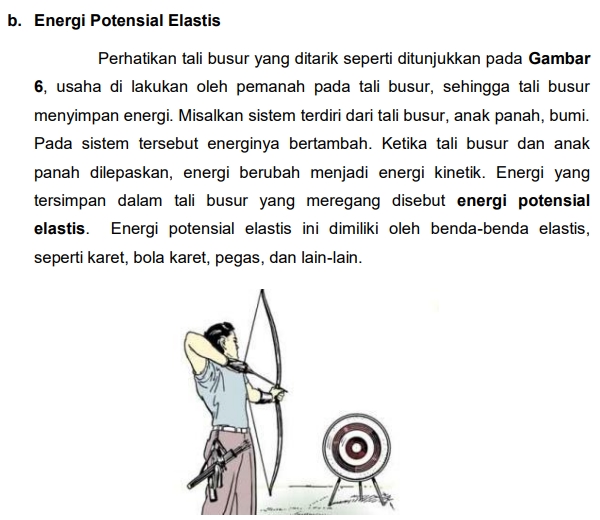 b. Energi Potensial Elastis
Perhatikan tali busur yang ditarik seperti ditunjukkan pada Gambar
6, usaha di lakukan oleh pemanah pada tali busur, sehingga tali busur
menyimpan energi. Misalkan sistem terdiri dari tali busur, anak panah, bumi.
Pada sistem tersebut energinya bertambah. Ketika tali busur dan anak
panah dilepaskan, energi berubah menjadi energi kinetik. Energi yang
tersimpan dalam tali busur yang meregang disebut energi potensial
elastis. Energi potensial elastis ini dimiliki oleh benda-benda elastis,
seperti karet, bola karet, pegas, dan lain-lain.